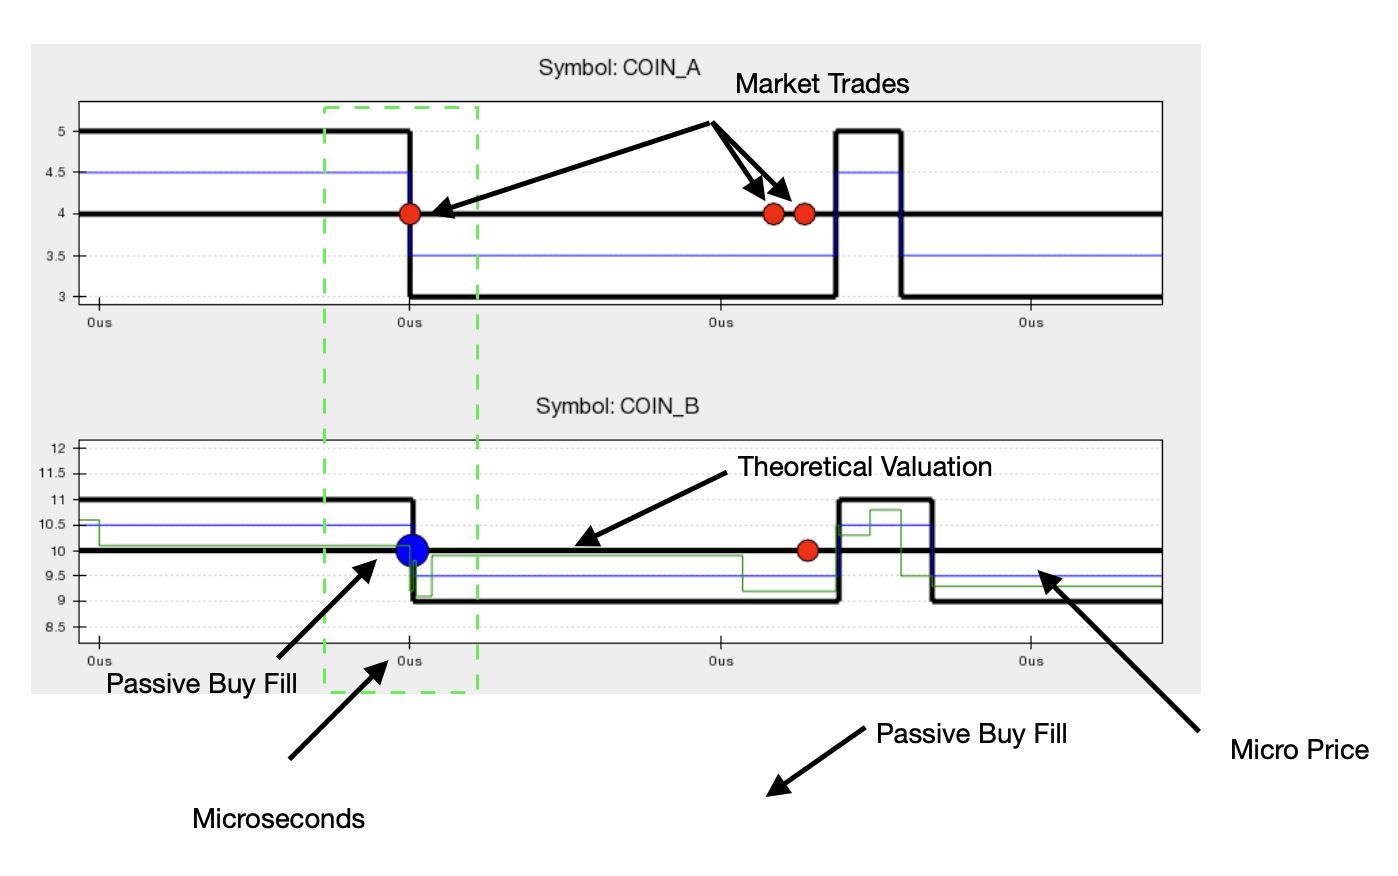 Symbol: COIN_A
Market Trades
5
4.5
4
3.5
3
0us 0us 0us 0us
Symbol: COIN_B
12
11.5
11
10.5
10
9.5
9
8.5
Theoretical Valuation
0us 0us 0us 0us
Passive Buy Fill
Passive Buy Fill
Micro Price
Microseconds